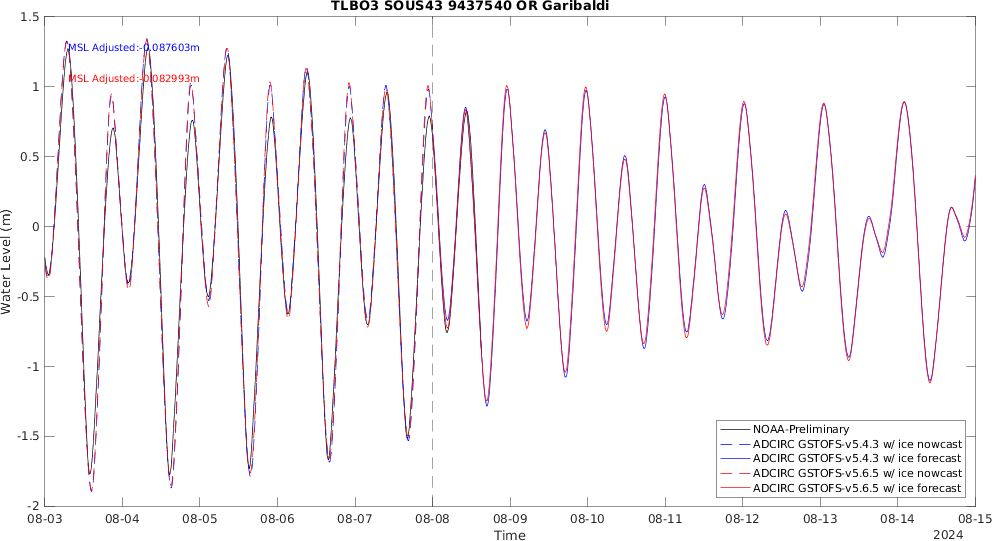 TLBO3 SOUS43 9437540 OR Garibaldi
MSL Adjusted:-0.087603m
MSL Adjusted:-0.082993m
1.5
1
0.5
0
-0.5
-1
-1.5
-2
Water Level (m)
NOAA-Preliminary
ADCIRC GSTOFS-v5.4.3 w/ ice nowcast
ADCIRC GSTOFS-v5.4.3 w/ ice forecast
ADCIRC GSTOFS-v5.6.5 w/ ice nowcast
ADCIRC GSTOFS-v5.6.5 w/ ice forecast
08-03 08-04 08-05 08-06 08-07 08-08 08-09 08-10 08-11 08-12 08-13 08-14 08-15
Time
2024